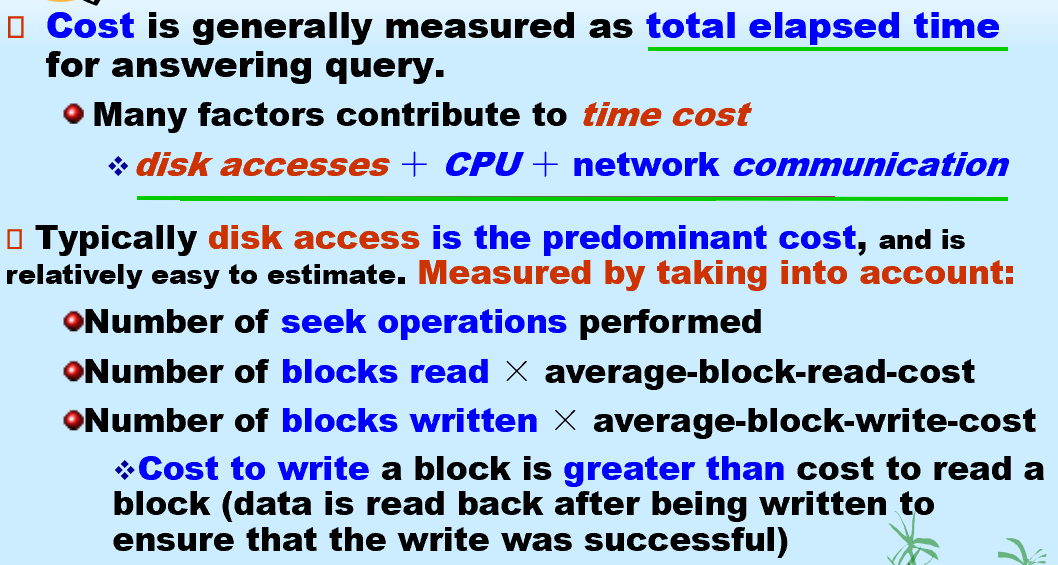 Cost is generally measured as total elapsed time
for answering query.
Many factors contribute to time cost
disk accesses + CPU + network communication
Typically disk access is the predominant cost, and is
relatively easy to estimate. Measured by taking into account:
Number of seek operations performed
Number of blocks read × average-block-read-cost
Number of blocks written × average-block-write-cost
Cost to write a block is greater than cost to read a
block (data is read back after being written to
ensure that the write was successful)